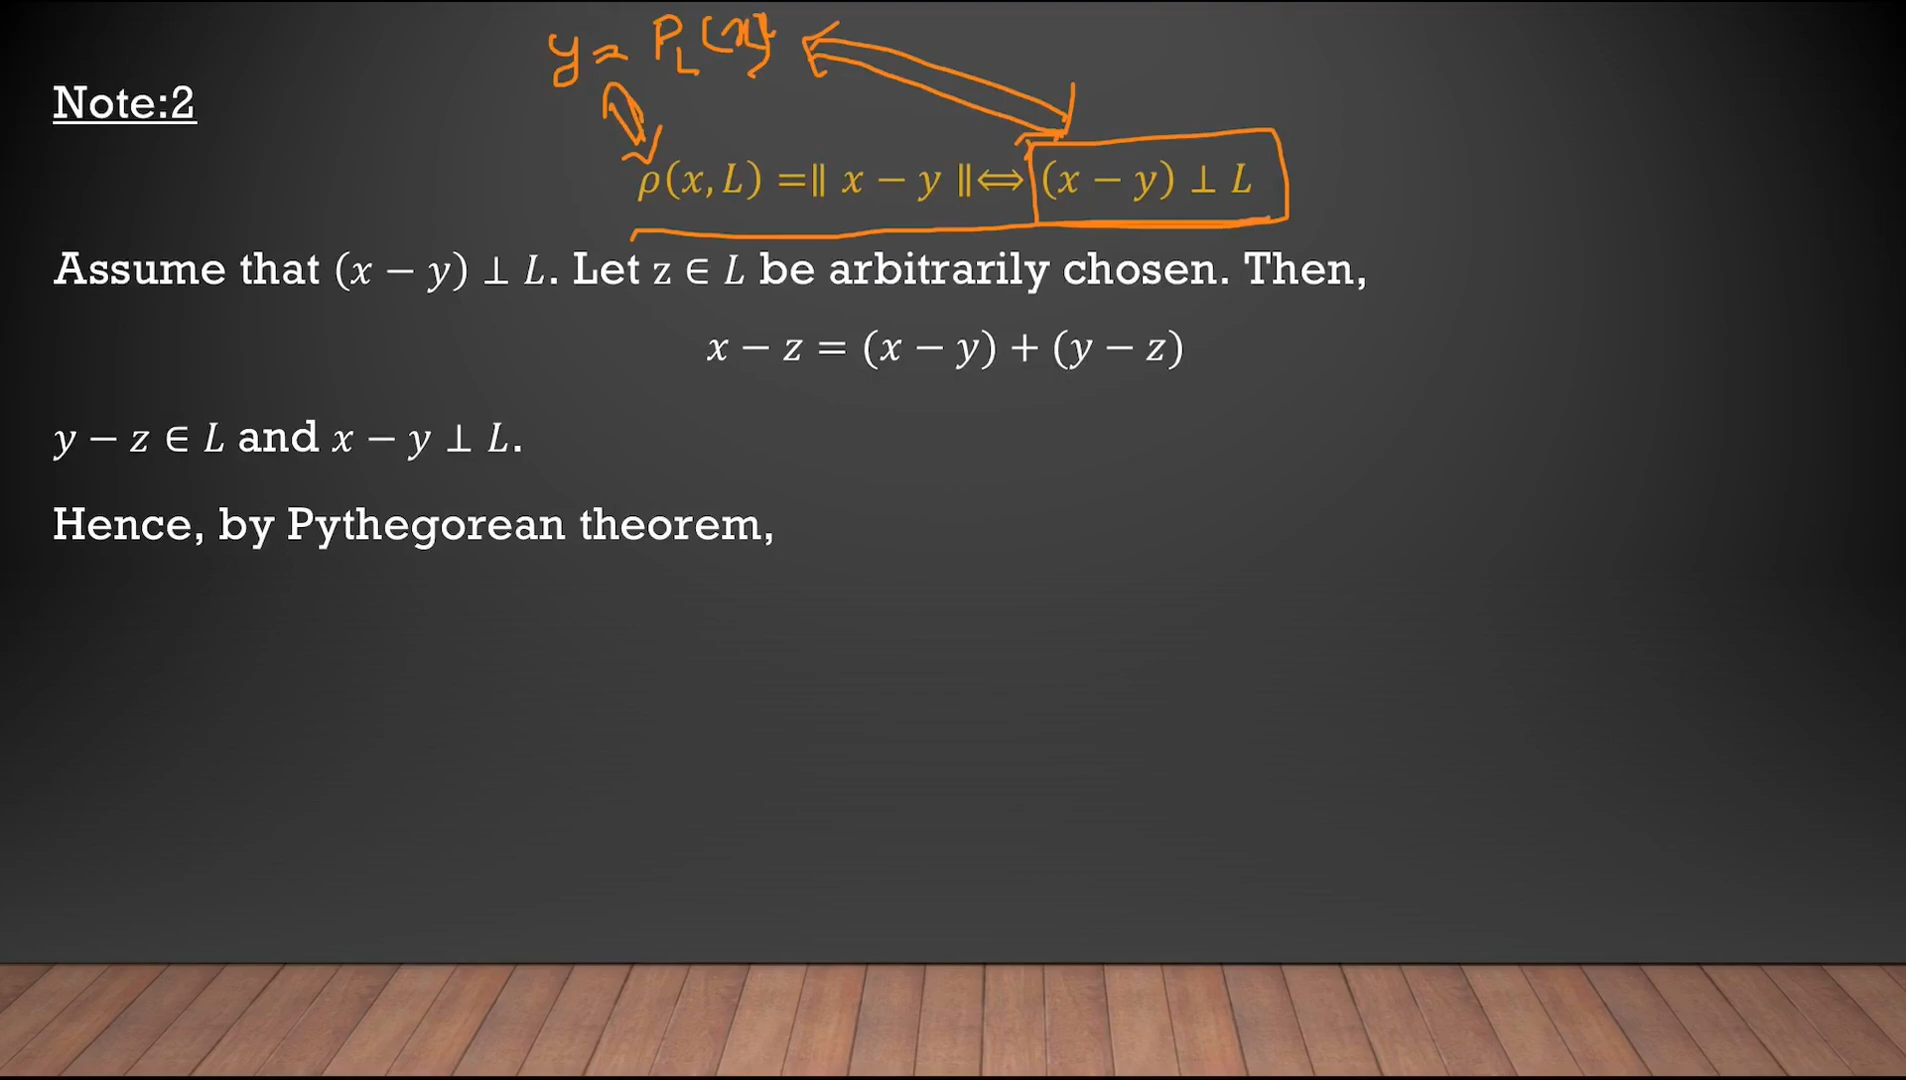 y = P_L(x)
Note:2
ρ(x, L) =‖ x − y ‖⟺ (x − y) ⊥ L
Assume that (x − y) ⊥ L. Let z ∈ L be arbitrarily chosen. Then,
x − z = (x − y) + (y − z)
y − z ∈ L and x − y ⊥ L.
Hence, by Pythegorean theorem,